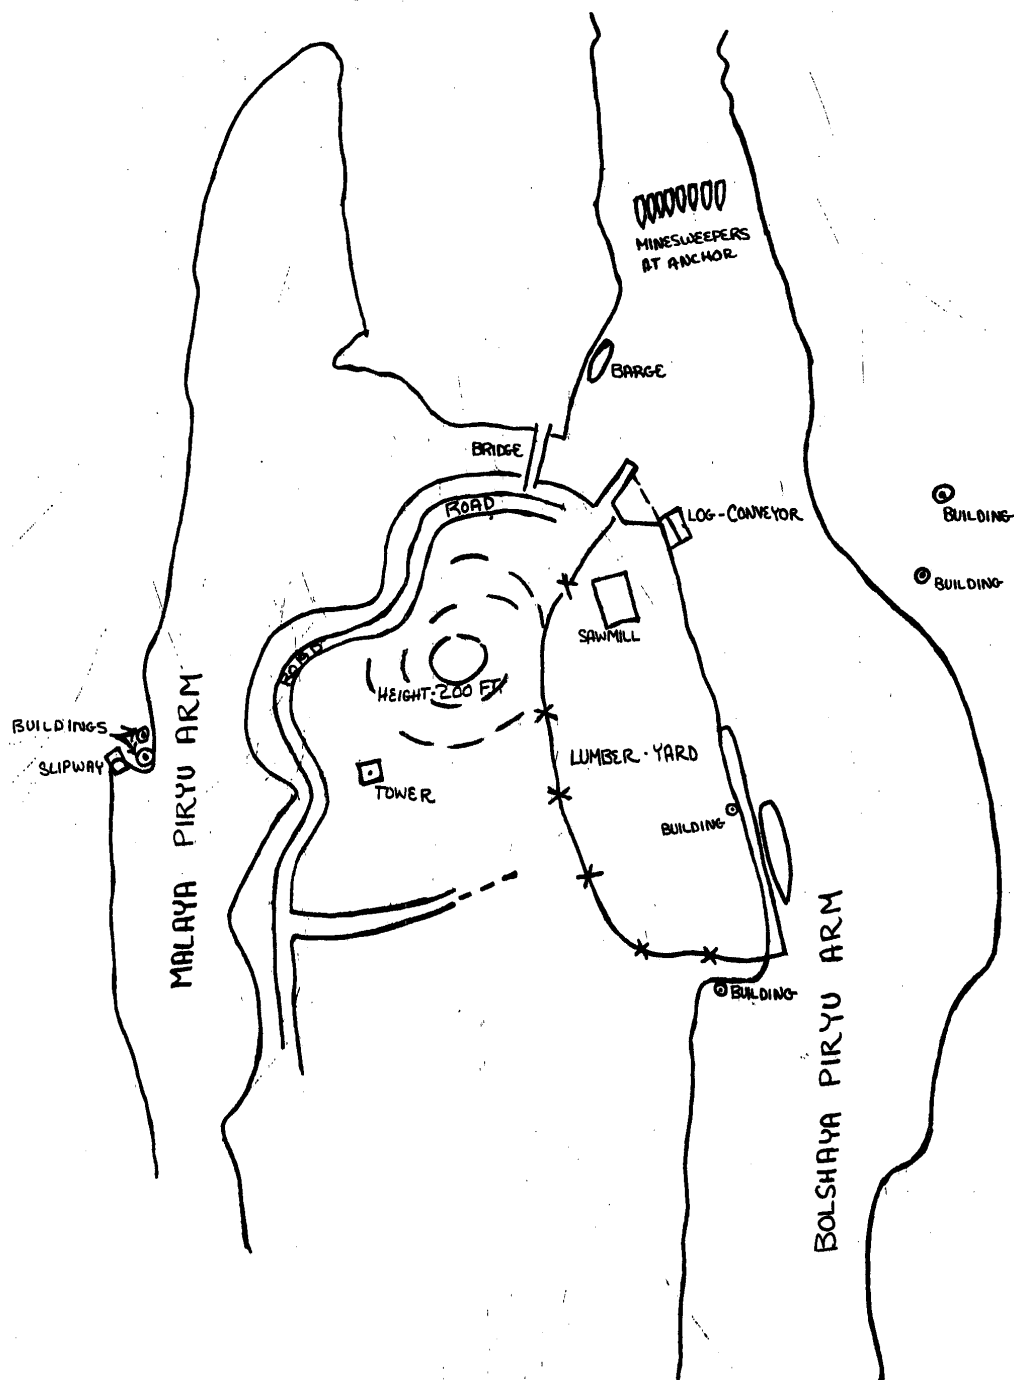 MINESWEEPERS
AT ANCHOR
BARGE
BRIDGE
ROAD
LOG-CONVEYOR
BUILDING
BUILDING
SAWMILL
ROAD
HEIGHT-200 FT.
BUILDINGS
SLIPWAY
MALAYA PIRYU ARM
LUMBER-YARD
TOWER
BUILDING
BUILDING
BOLSHAYA PIRYU ARM